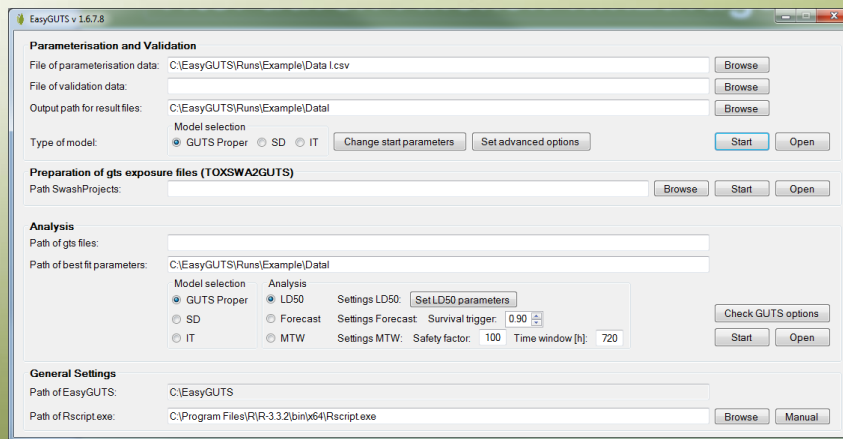 EasyGUTS v 1.6.7.8
Parameterisation and Validation
File of parameterisation data: C:\EasyGUTS\Runs\Example\Data I.csv Browse
File of validation data: Browse
Output path for result files: C:\EasyGUTS\Runs\Example\DataI Browse
Model selection
Type of model: GUTS Proper SD IT Change start parameters Set advanced options Start Open
Preparation of gts exposure files (TOXSWA2GUTS)
Path SwashProjects: Browse Start Open
Analysis
Path of gts files:
Path of best fit parameters: C:\EasyGUTS\Runs\Example\DataI
Model selection Analysis
GUTS Proper LD50 Settings LD50: Set LD50 parameters
SD Forecast Settings Forecast: Survival trigger: 0.90 Check GUTS options
IT MTW Settings MTW: Safety factor: 100 Time window [h]: 720 Start Open
General Settings
Path of EasyGUTS: C:\EasyGUTS
Path of Rscript.exe: C:\Program Files\R\R-3.3.2\bin\x64\Rscript.exe Browse Manual